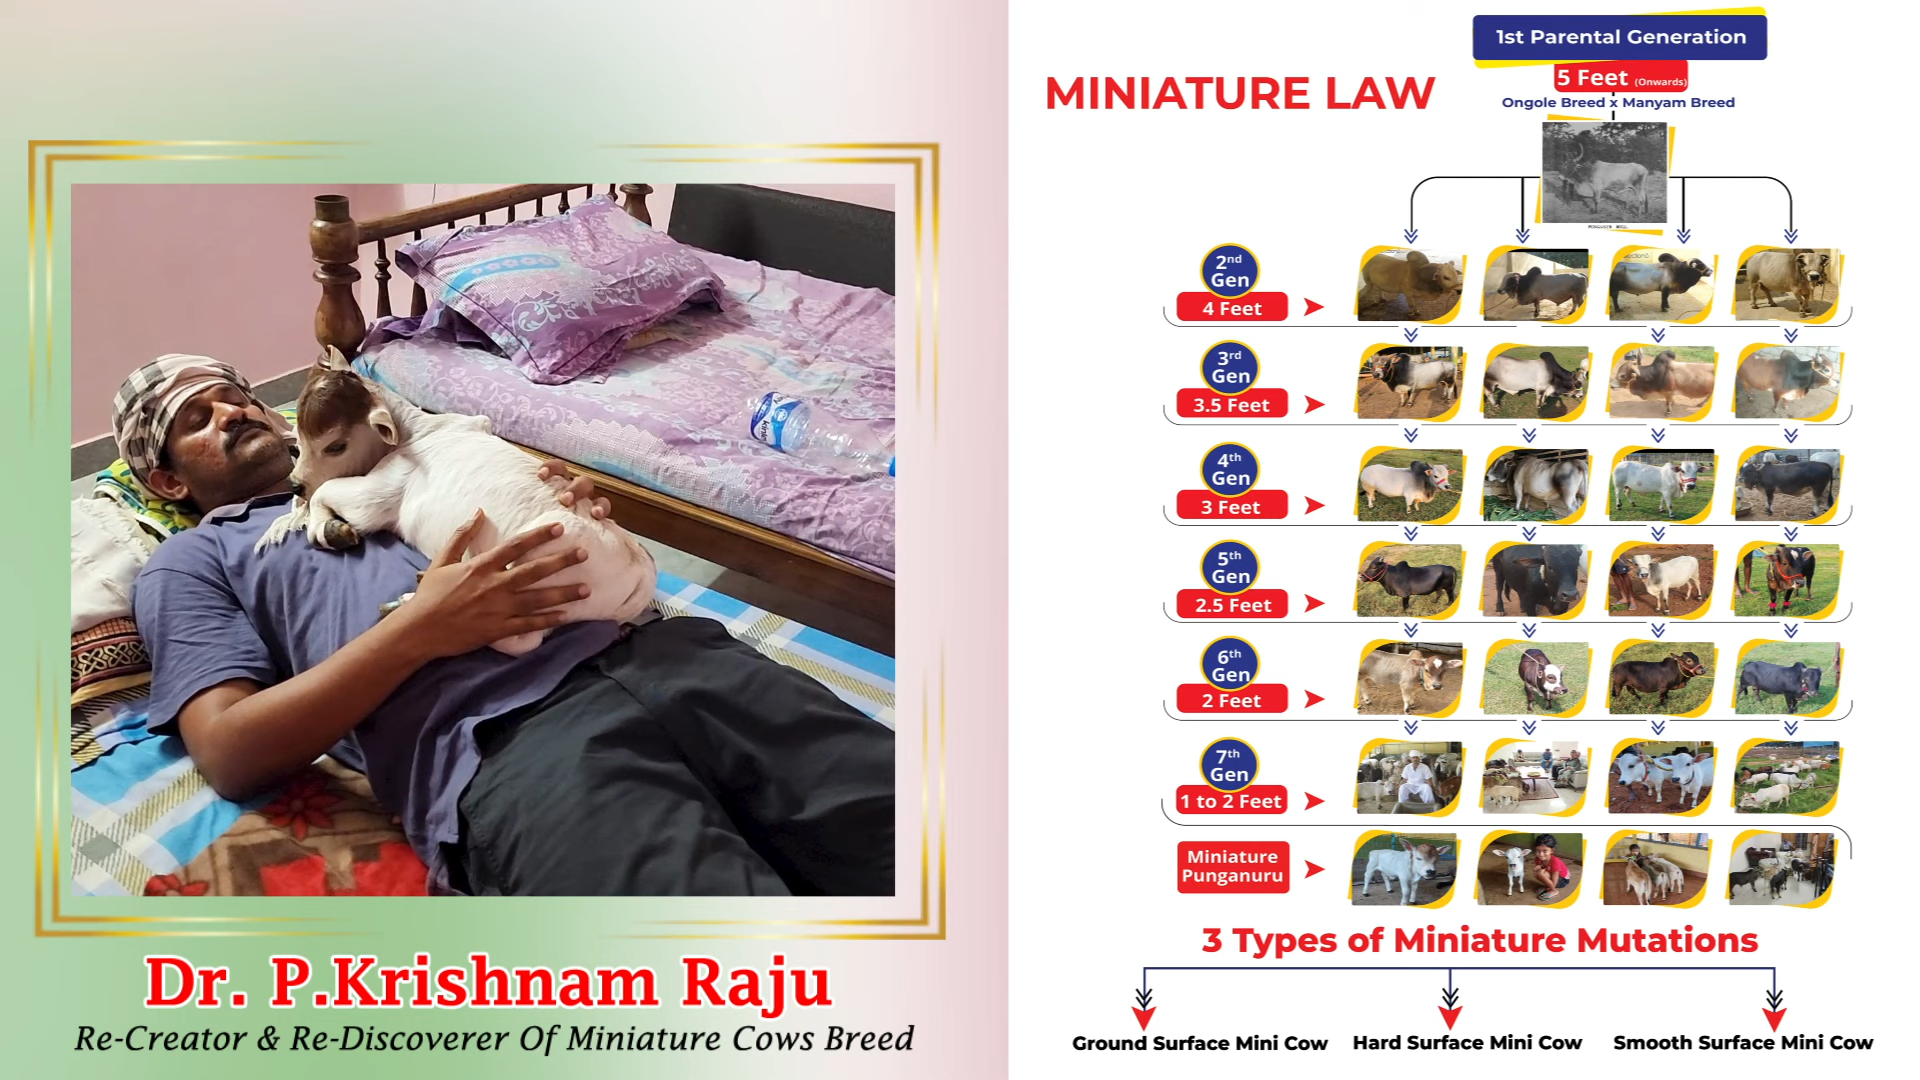 Dr. P.Krishnam Raju
Re-Creator & Re-Discoverer Of Miniature Cows Breed
MINIATURE LAW
1st Parental Generation
5 Feet (Onwards)
Ongole Breed x Manyam Breed
2nd
Gen
4 Feet
3rd
Gen
3.5 Feet
4th
Gen
3 Feet
5th
Gen
2.5 Feet
6th
Gen
2 Feet
7th
Gen
1 to 2 Feet
Miniature
Punganuru
3 Types of Miniature Mutations
Ground Surface Mini Cow
Hard Surface Mini Cow
Smooth Surface Mini Cow